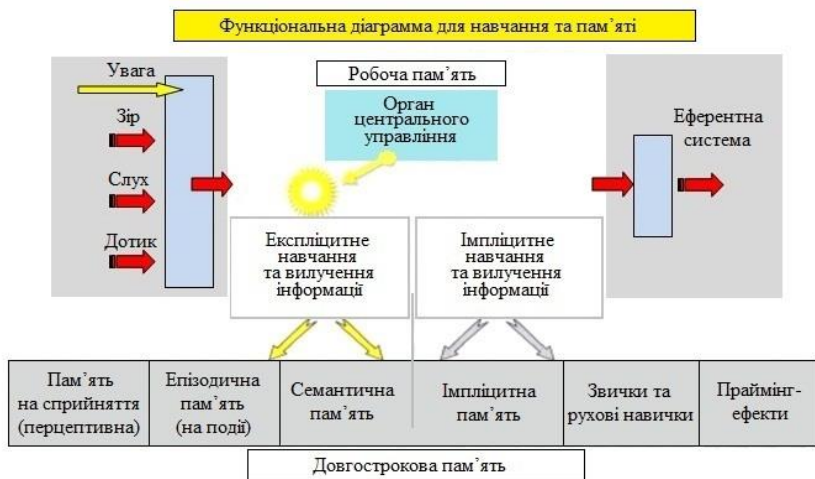 Функціональна діаграмма для навчання та пам’яті
Увага
Зір
Слух
Дотик
Робоча пам’ять
Орган
центрального
управління
Еферентна
система
Експліцитне
навчання
та вилучення
інформації
Імпліцитне
навчання
та вилучення
інформації
Пам’ять
на сприйняття
(перцептивна)
Епізодична
пам’ять
(на події)
Семантична
пам’ять
Імпліцитна
пам’ять
Звички та
рухові навички
Праймінг-
ефекти
Довгострокова пам’ять